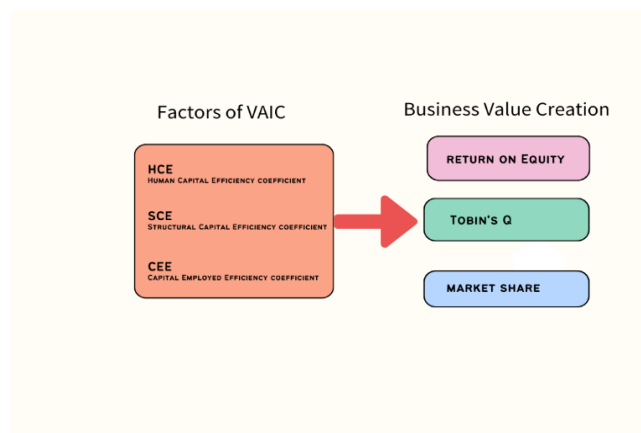 Factors of VAIC
HCE
HUMAN CAPITAL EFFICIENCY COEFFICIENT
SCE
STRUCTURAL CAPITAL EFFICIENCY COEFFICIENT
CEE
CAPITAL EMPLOYED EFFICIENCY COEFFICIENT
Business Value Creation
RETURN ON EQUITY
TOBIN'S Q
MARKET SHARE